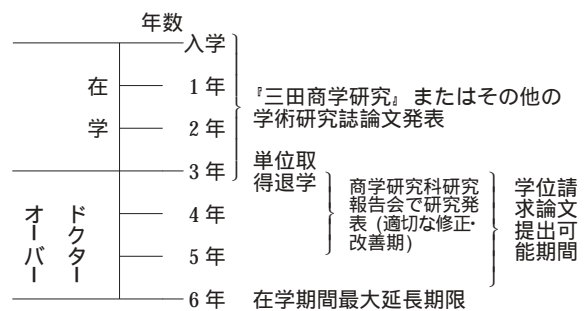 年数
入学
在学
1年
2年
3年
4年
5年
6年
ドクター
オーバー
『三田商学研究』またはその他の
学術研究誌論文発表
単位取
得退学
商学研究科研究
報告会で研究発
表(適切な修正・
改善期)
学位請
求論文
提出可
能期間
在学期間最大延長期限